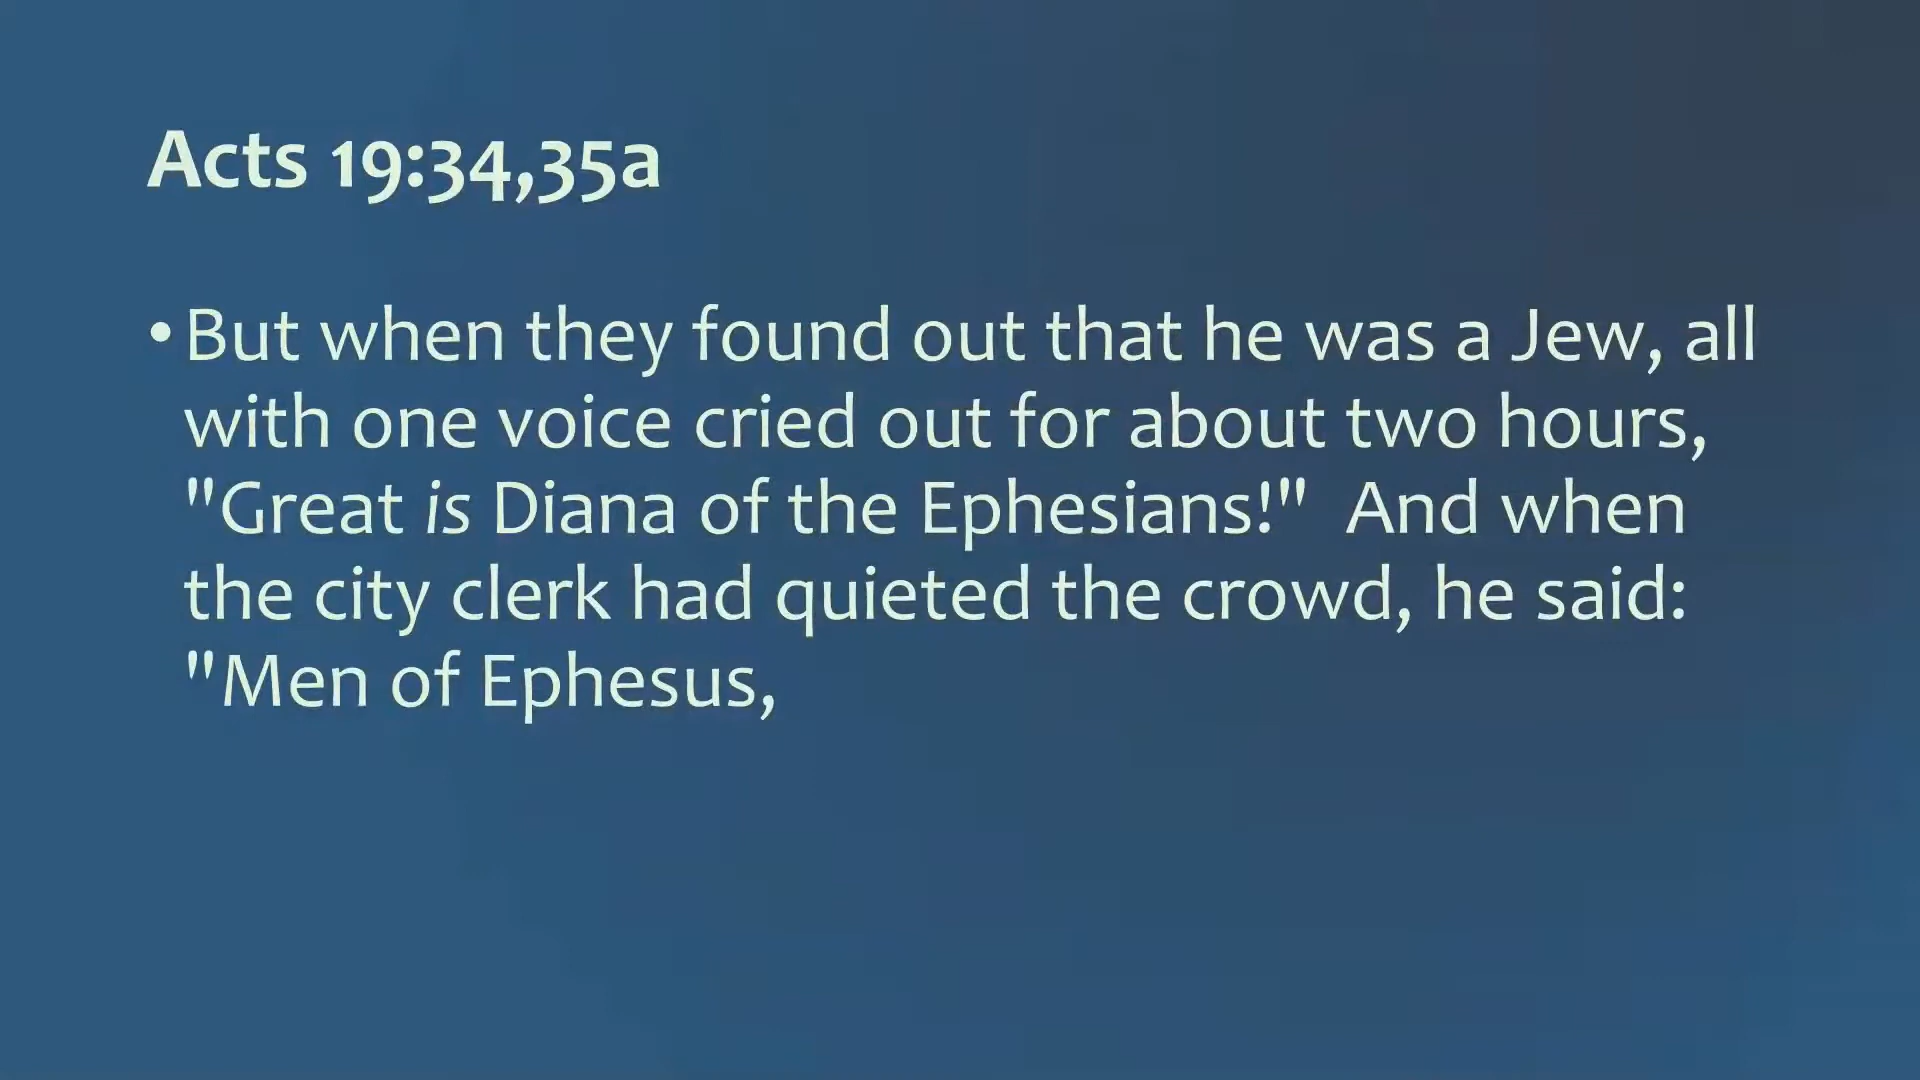 Acts 19:34,35a
• But when they found out that he was a Jew, all
with one voice cried out for about two hours,
"Great is Diana of the Ephesians!"  And when
the city clerk had quieted the crowd, he said:
"Men of Ephesus,